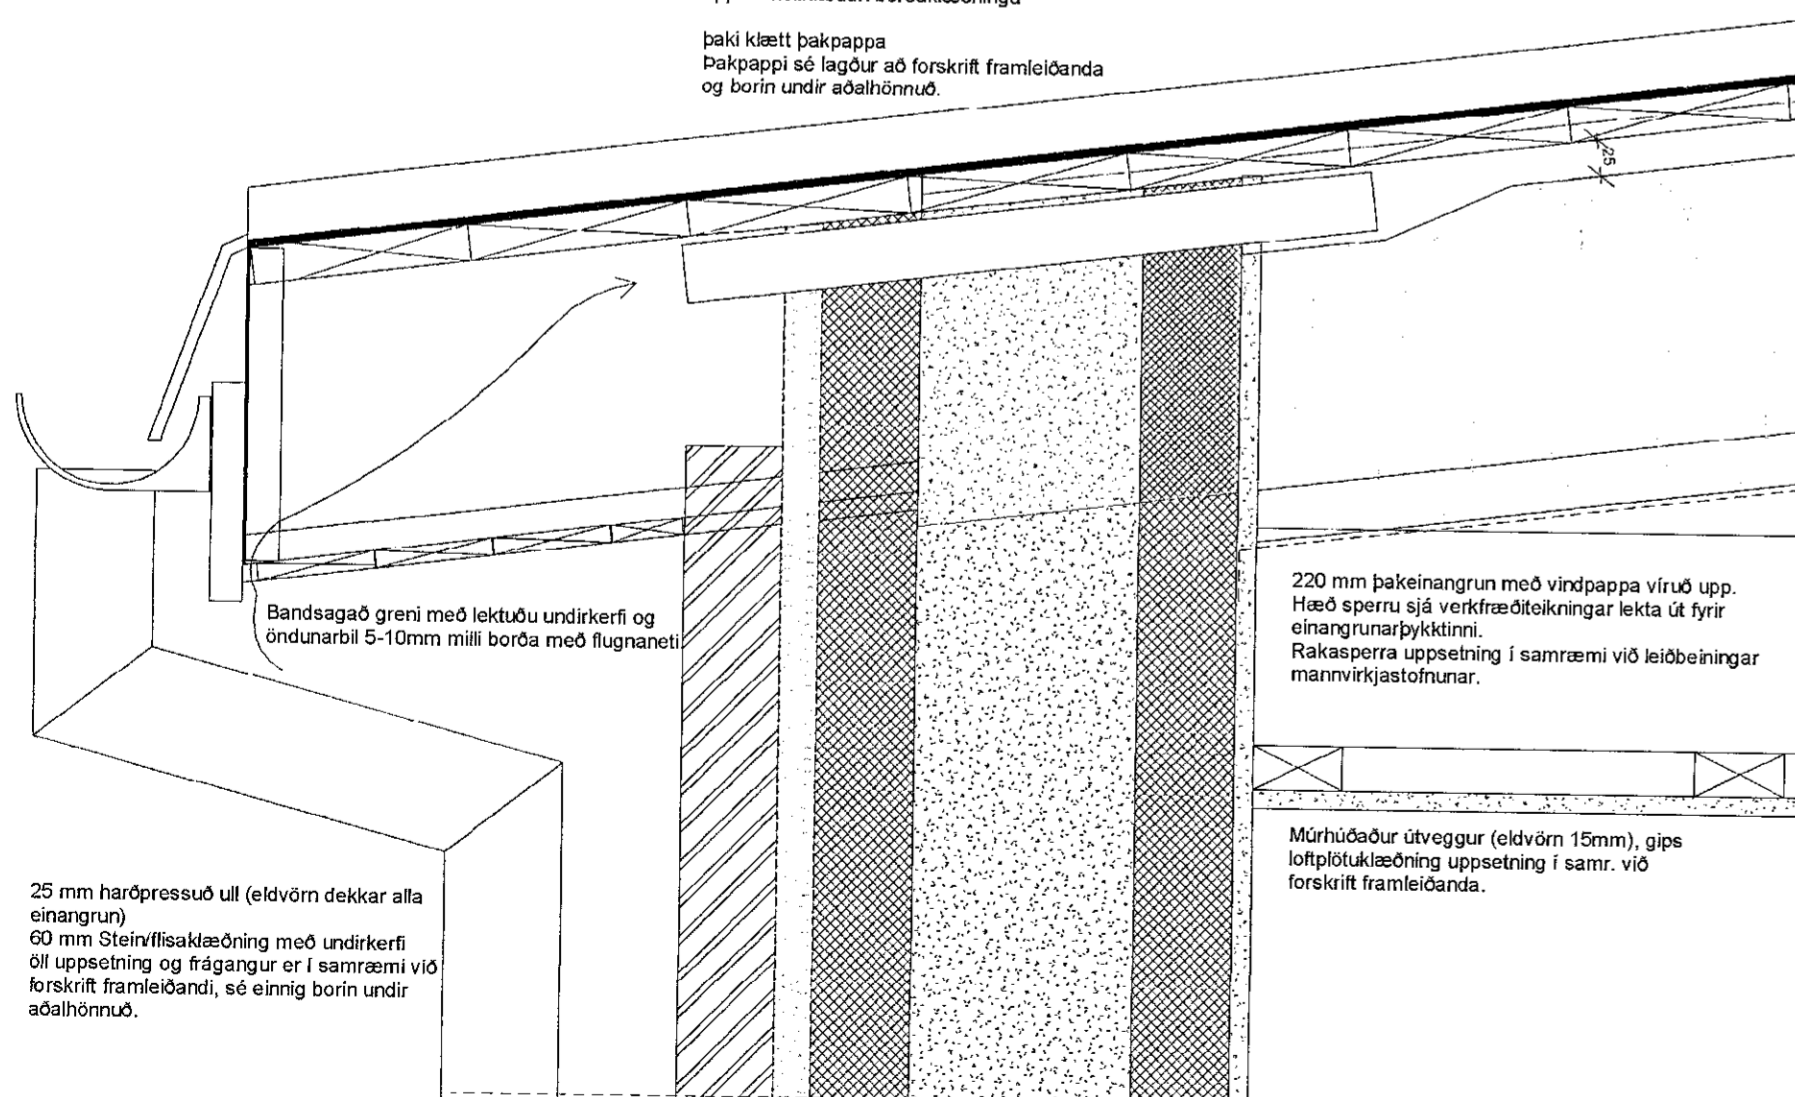 þaki klætt þakpappa
Þakpappi sé lagður að forskrift framleiðanda
og borin undir aðalhönnuð.
25
Bandsagað greni með lektuðu undirkerfi og
öndunarbil 5-10mm milli borða með flugnaneti
220 mm þakeinangrun með vindpappa víruð upp.
Hæð sperru sjá verkfræðiteikningar lekta út fyrir
einangrunarþykktinni.
Rakasperra uppsetning í samræmi við leiðbeiningar
mannvirkjastofnunar.
Múrhúðaður útveggur (eldvörn 15mm), gips
loftplötuklæðning uppsetning í samr. við
forskrift framleiðanda.
25 mm harðpressuð ull (eldvörn dekkar alla
einangrun)
60 mm Stein/flisaklæðning með undirkerfi
öll uppsetning og frágangur er í samræmi við
forskrift framleiðandi, sé einnig borin undir
aðalhönnuð.